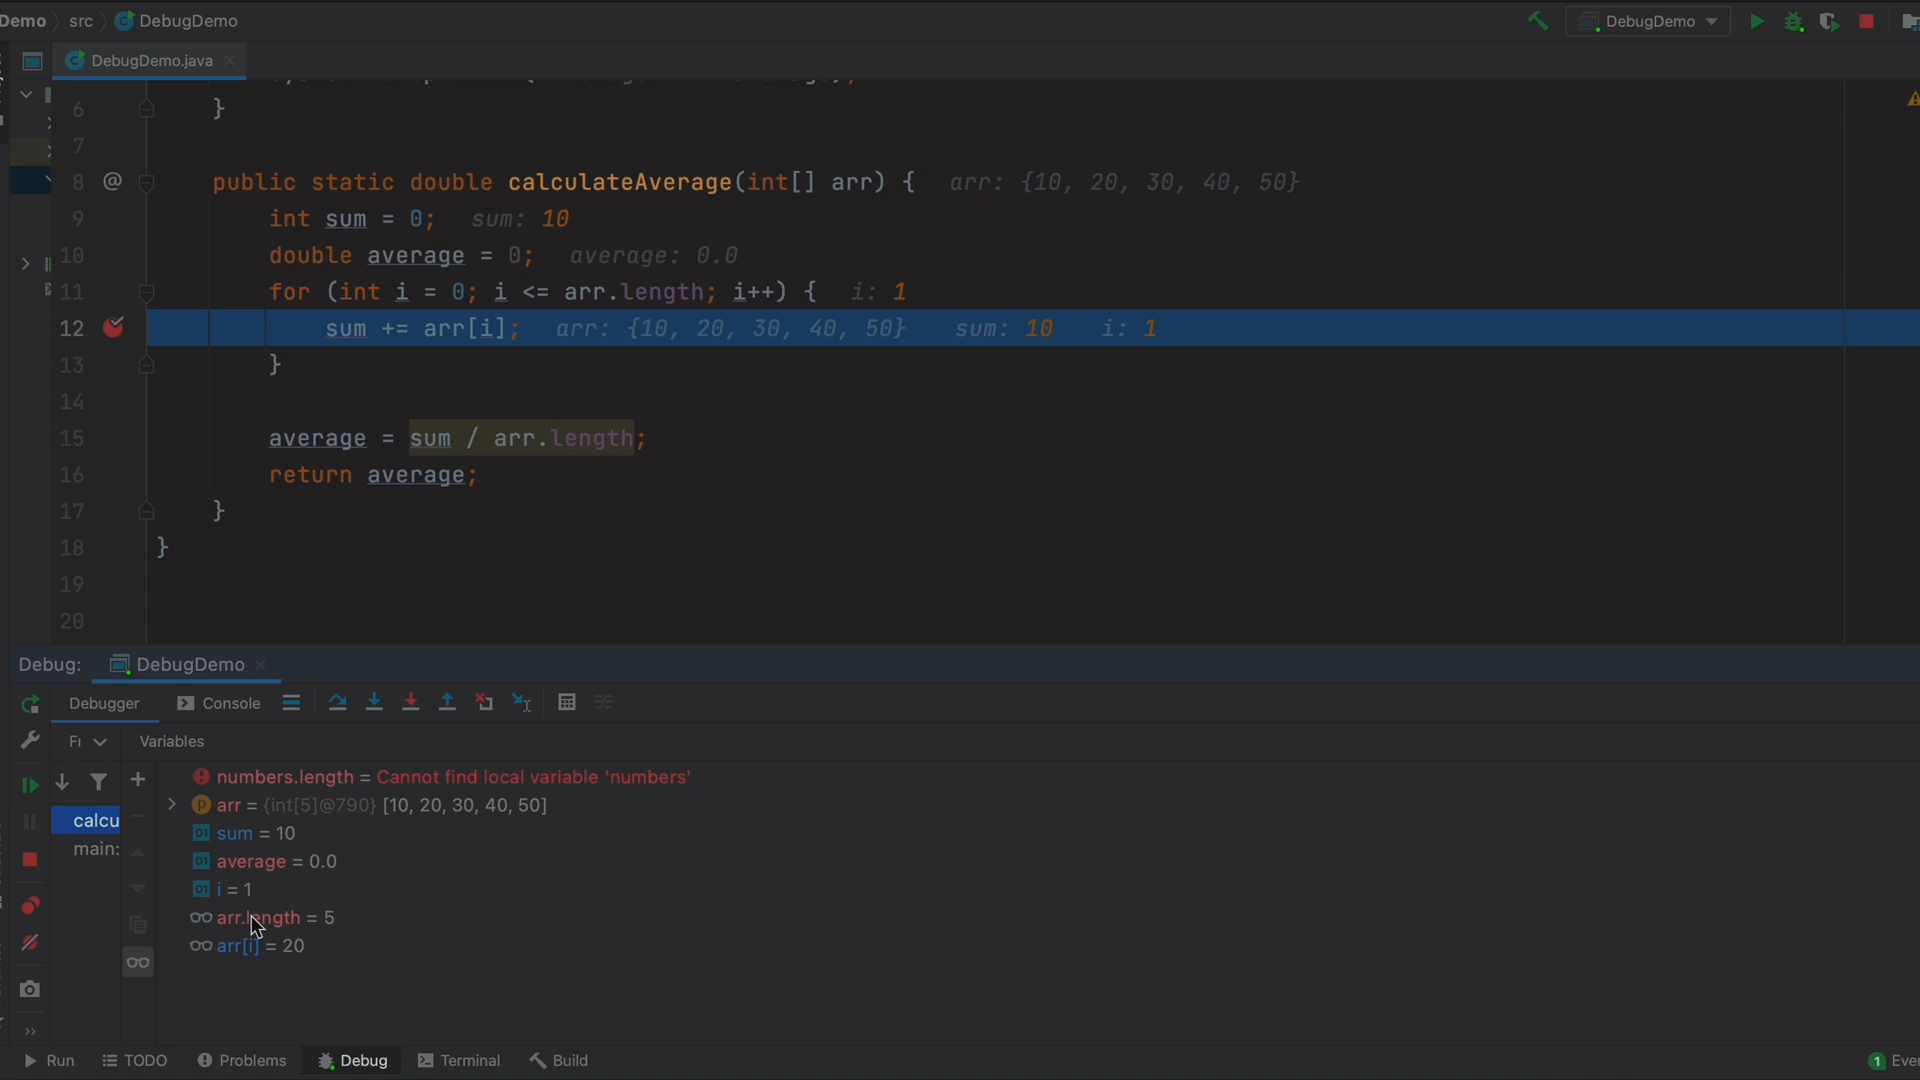 Demo src DebugDemo DebugDemo
DebugDemo.java
6 }
7
8 @ public static double calculateAverage(int[] arr) { arr: {10, 20, 30, 40, 50}
9 int sum = 0; sum: 10
10 double average = 0; average: 0.0
11 for (int i = 0; i <= arr.length; i++) { i: 1
12 sum += arr[i]; arr: {10, 20, 30, 40, 50} sum: 10 i: 1
13 }
14
15 average = sum / arr.length;
16 return average;
17 }
18 }
19
20
Debug: DebugDemo
Debugger Console
Variables
numbers.length = Cannot find local variable 'numbers'
arr = {int[5]@790} [10, 20, 30, 40, 50]
calcu
sum = 10
main:
average = 0.0
i = 1
arr.length = 5
arr[i] = 20
Run TODO Problems Debug Terminal Build 1